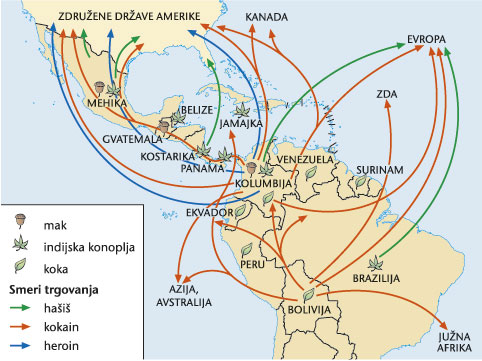 ZDRUŽENE DRŽAVE AMERIKE
KANADA
EVROPA
ZDA
MEHIKA
BELIZE
JAMAJKA
GVATEMALA
KOSTARIKA
PANAMA
VENEZUELA
KOLUMBIJA
SURINAM
EKVADOR
PERU
BRAZILIJA
BOLIVIJA
AZIJA,
AVSTRALIJA
JUŽNA
AFRIKA
mak
indijska konoplja
koka
Smeri trgovanja
hašiš
kokain
heroin